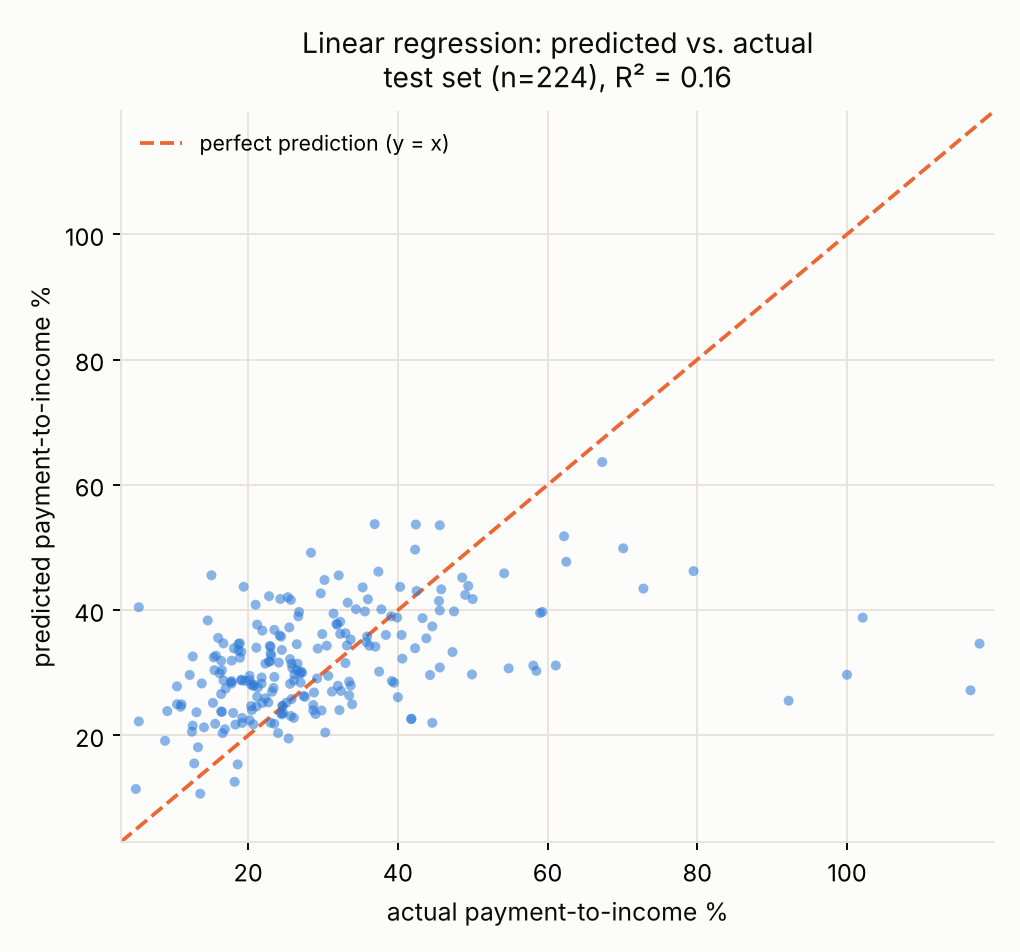 Linear regression: predicted vs. actual
test set (n=224), R² = 0.16
perfect prediction (y = x)
predicted payment-to-income %
100
80
60
40
20
20 40 60 80 100
actual payment-to-income %